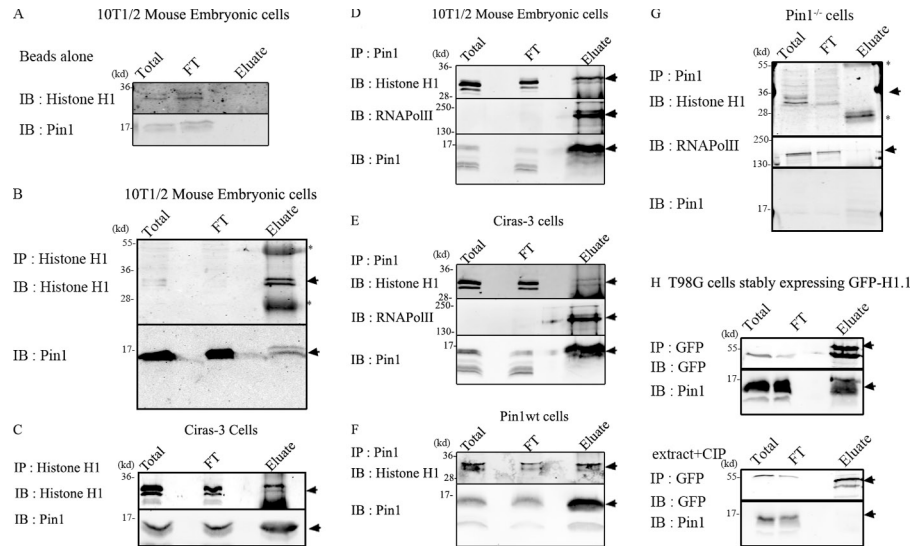 A
10T1/2 Mouse Embryonic cells
Beads alone
Total
FT
Eluate
(kd)
36
IB : Histone H1
28
IB : Pin1
17
B
10T1/2 Mouse Embryonic cells
Total
FT
Eluate
(kd)
55-
*
IP : Histone H1
IB : Histone H1
36-
28-
*
IB : Pin1
17-
C
Ciras-3 Cells
Total
FT
Eluate
IP : Histone H1
(kd)
36-
IB : Histone H1
28-
IB : Pin1
17-
D
10T1/2 Mouse Embryonic cells
Total
FT
Eluate
IP : Pin1
(kd)
36-
IB : Histone H1
28-
250-
IB : RNAPolII
130-
17-
IB : Pin1
E
Ciras-3 cells
Total
FT
Eluate
IP : Pin1
(kd)
36-
IB : Histone H1
28-
250-
IB : RNAPolII
130-
17-
IB : Pin1
F
Pin1wt cells
Total
FT
Eluate
IP : Pin1
(kd)
36-
IB : Histone H1
28-
17-
IB : Pin1
G
Pin1-/- cells
Total
FT
Eluate
(kd)
55-
*
IP : Pin1
IB : Histone H1
36-
28-
*
250
IB : RNAPolII
130-
IB : Pin1
17-
H T98G cells stably expressing GFP-H1.1
Total
FT
Eluate
(kd)
IP : GFP
55-
IB : GFP
17-
IB : Pin1
extract+CIP
Total
FT
Eluate
(kd)
IP : GFP
55-
IB : GFP
17-
IB : Pin1